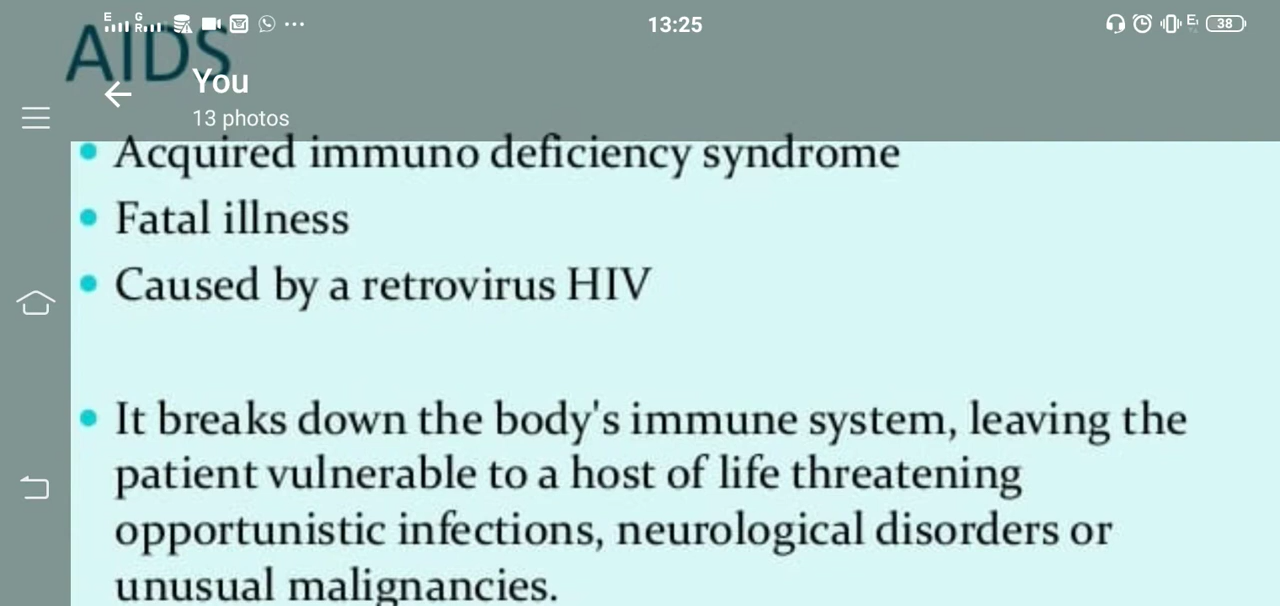 13:25
38
AIDS
You
13 photos
Acquired immuno deficiency syndrome
Fatal illness
Caused by a retrovirus HIV
It breaks down the body's immune system, leaving the
patient vulnerable to a host of life threatening
opportunistic infections, neurological disorders or
unusual malignancies.